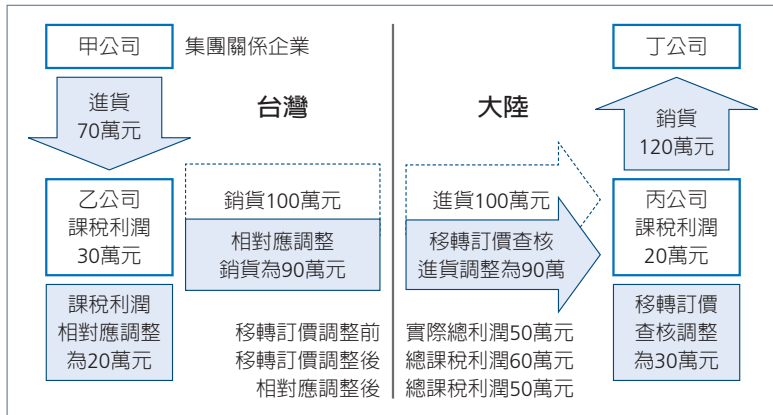 甲公司
集團關係企業
丁公司
進貨
70萬元
台灣
大陸
銷貨
120萬元
乙公司
課稅利潤
30萬元
銷貨100萬元
進貨100萬元
丙公司
課稅利潤
20萬元
相對應調整
銷貨為90萬元
移轉訂價查核
進貨調整為90萬
課稅利潤
相對應調整
為20萬元
移轉訂價
查核調整
為30萬元
移轉訂價調整前 實際總利潤50萬元
移轉訂價調整後 總課稅利潤60萬元
相對應調整後 總課稅利潤50萬元